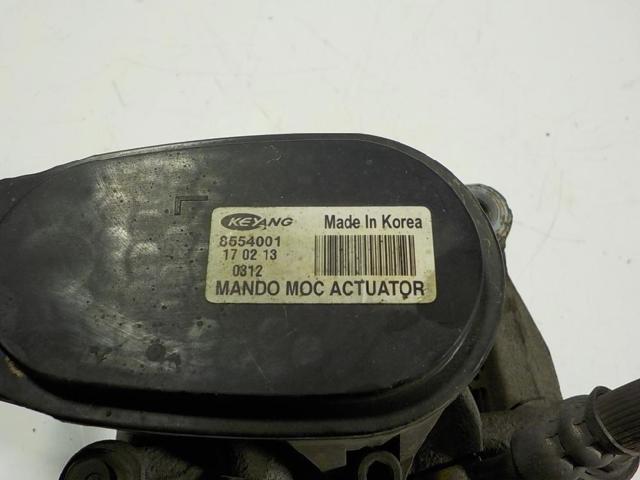 KEYANG Made In Korea
8554001
17 02 13
0312
MANDO MOC ACTUATOR
L